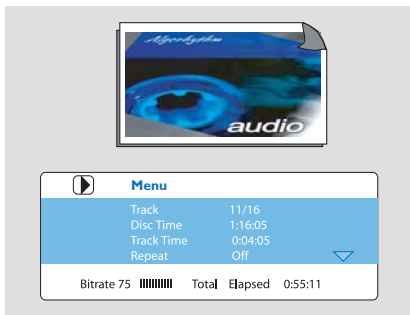 Algorhythm
audio
Menu
Track 11/16
Disc Time 1:16:05
Track Time 0:04:05
Repeat Off
Bitrate 75 Total Elapsed 0:55:11